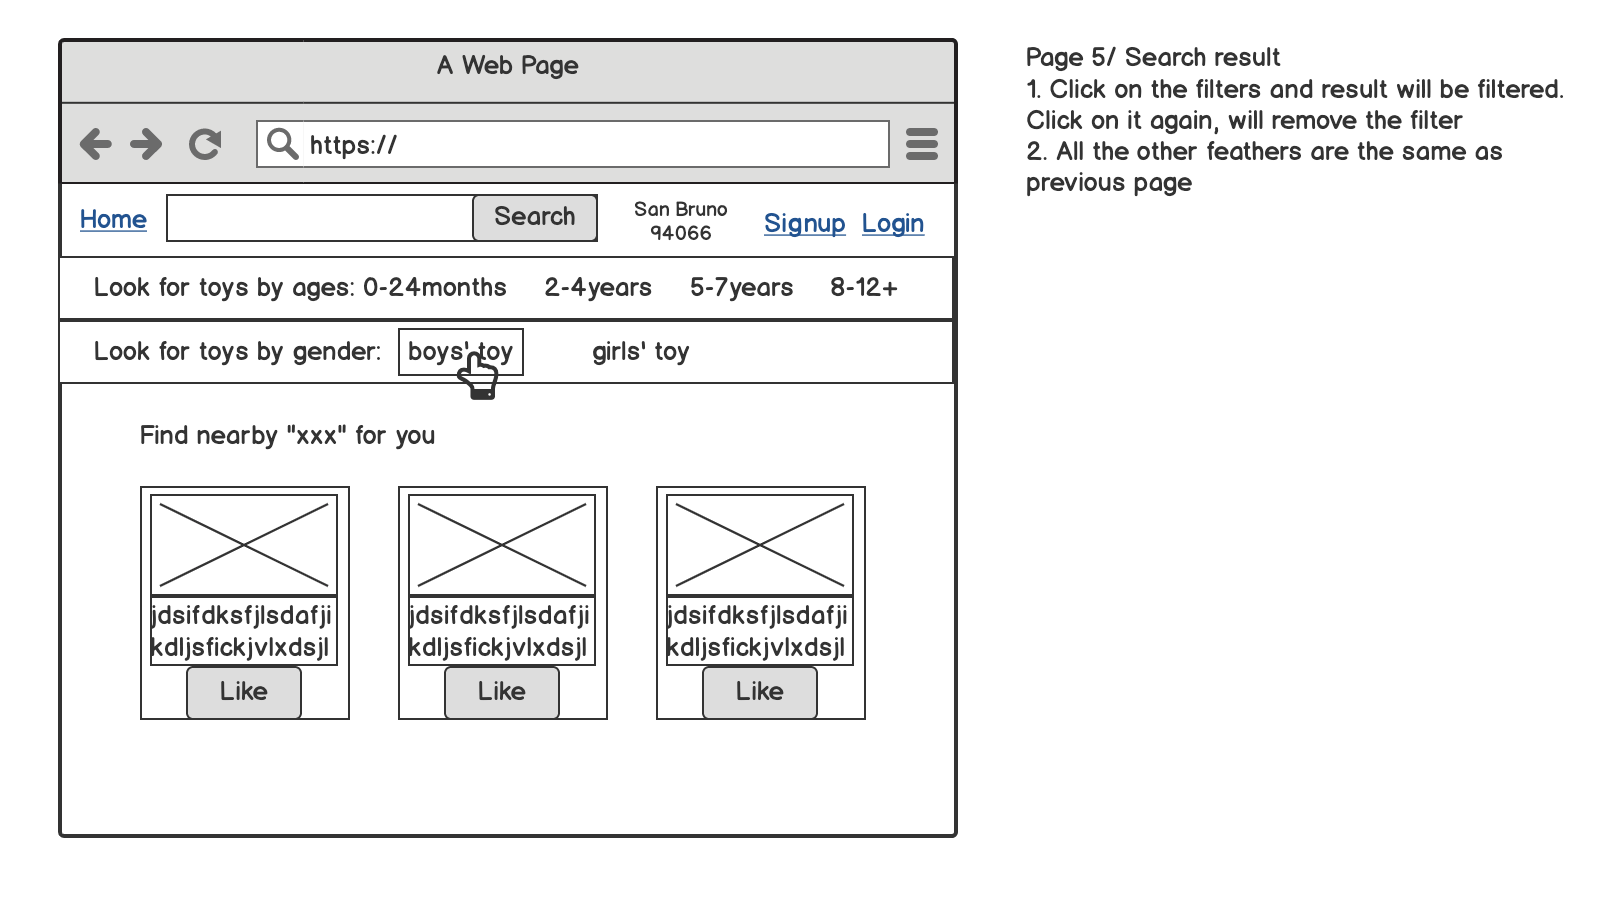 A Web Page
https://
Home
Search
San Bruno
94066
Signup Login
Look for toys by ages: 0-24months 2-4years 5-7years 8-12+
Look for toys by gender: boys' toy girls' toy
Find nearby "xxx" for you
jdsifdksfjlsdafji
kdljsfickjvlxdsjl
Like
jdsifdksfjlsdafji
kdljsfickjvlxdsjl
Like
jdsifdksfjlsdafji
kdljsfickjvlxdsjl
Like
Page 5/ Search result
1. Click on the filters and result will be filtered.
Click on it again, will remove the filter
2. All the other feathers are the same as
previous page